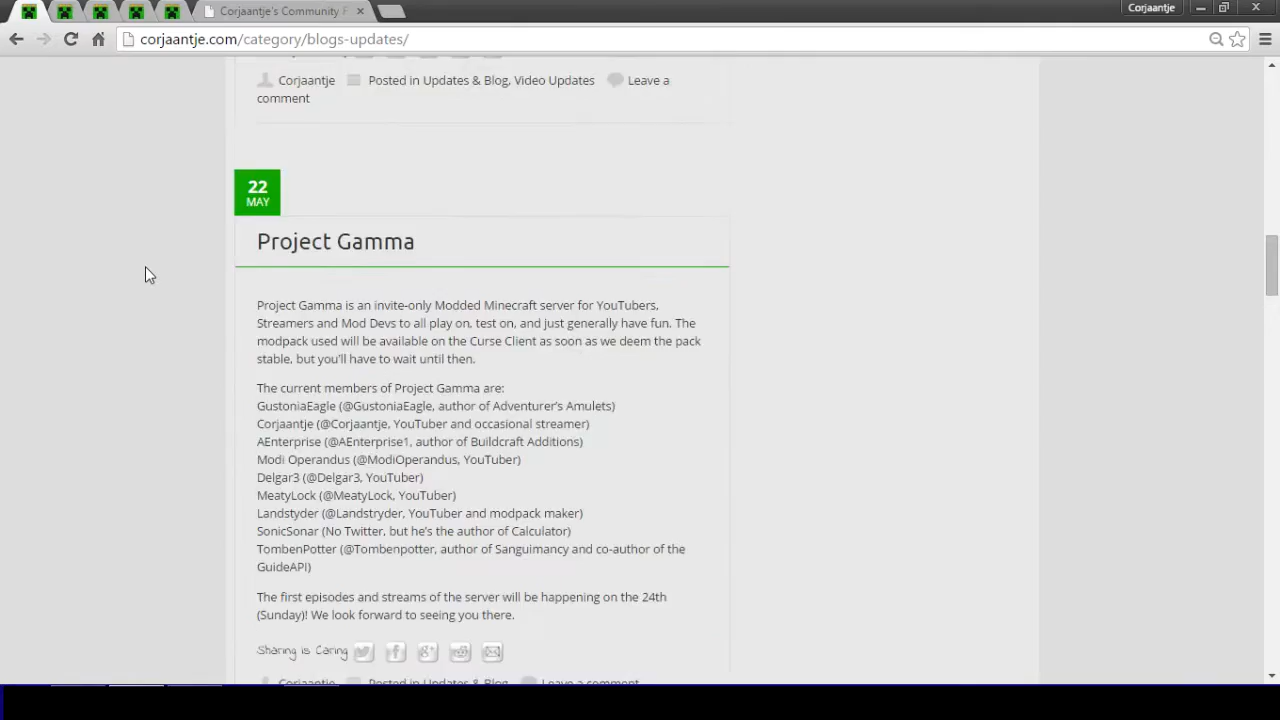 Corjaantje's Community F
Corjaantje
corjaantje.com/category/blogs-updates/
Corjaantje Posted in Updates & Blog, Video Updates Leave a
comment
22
MAY
Project Gamma
Project Gamma is an invite-only Modded Minecraft server for YouTubers,
Streamers and Mod Devs to all play on, test on, and just generally have fun. The
modpack used will be available on the Curse Client as soon as we deem the pack
stable, but you'll have to wait until then.
The current members of Project Gamma are:
GustoniaEagle (@GustoniaEagle, author of Adventurer's Amulets)
Corjaantje (@Corjaantje, YouTuber and occasional streamer)
AEnterprise (@AEnterprise1, author of Buildcraft Additions)
Modi Operandus (@ModiOperandus, YouTuber)
Delgar3 (@Delgar3, YouTuber)
MeatyLock (@MeatyLock, YouTuber)
Landstyder (@Landstryder, YouTuber and modpack maker)
SonicSonar (No Twitter, but he's the author of Calculator)
TombenPotter (@Tombenpotter, author of Sanguimancy and co-author of the
GuideAPI)
The first episodes and streams of the server will be happening on the 24th
(Sunday)! We look forward to seeing you there.
Sharing is Caring
Corjaantje Posted in Updates & Blog Leave a comment